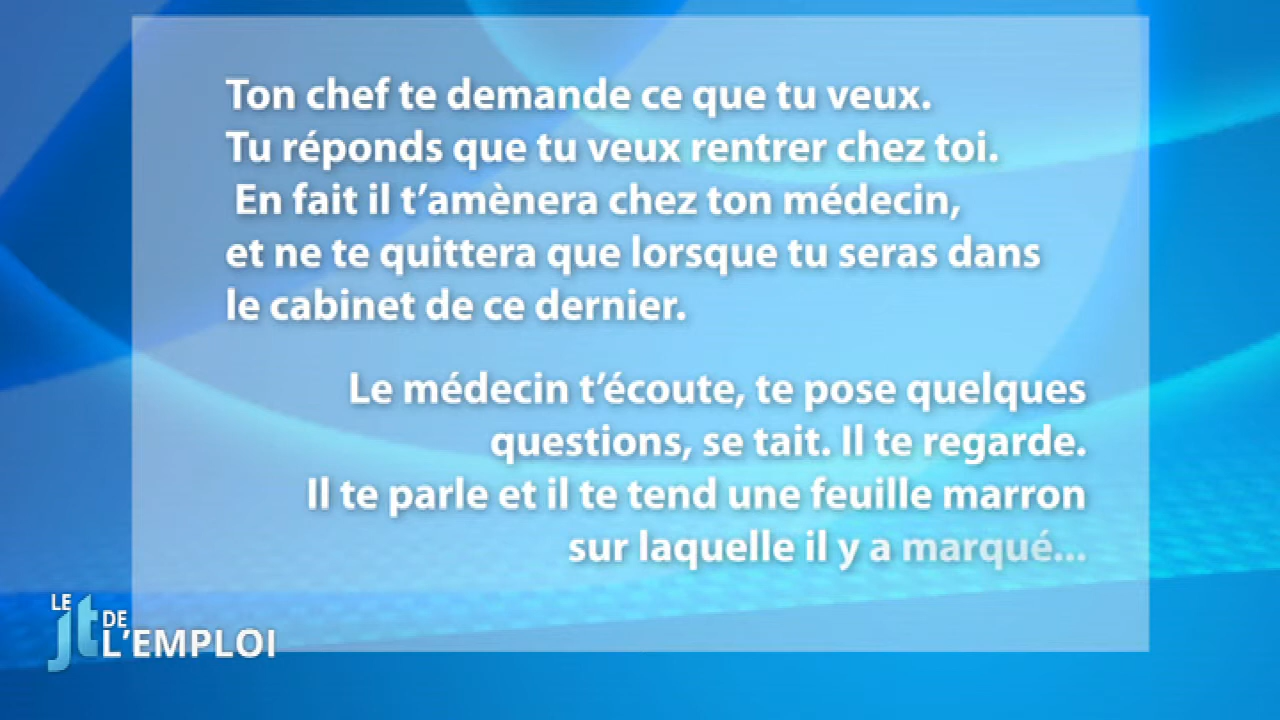 Ton chef te demande ce que tu veux.
Tu réponds que tu veux rentrer chez toi.
En fait il t’amènera chez ton médecin,
et ne te quittera que lorsque tu seras dans
le cabinet de ce dernier.
Le médecin t’écoute, te pose quelques
questions, se tait. Il te regarde.
Il te parle et il te tend une feuille marron
sur laquelle il y a marqué...
LE
jt DE
L’EMPLOI